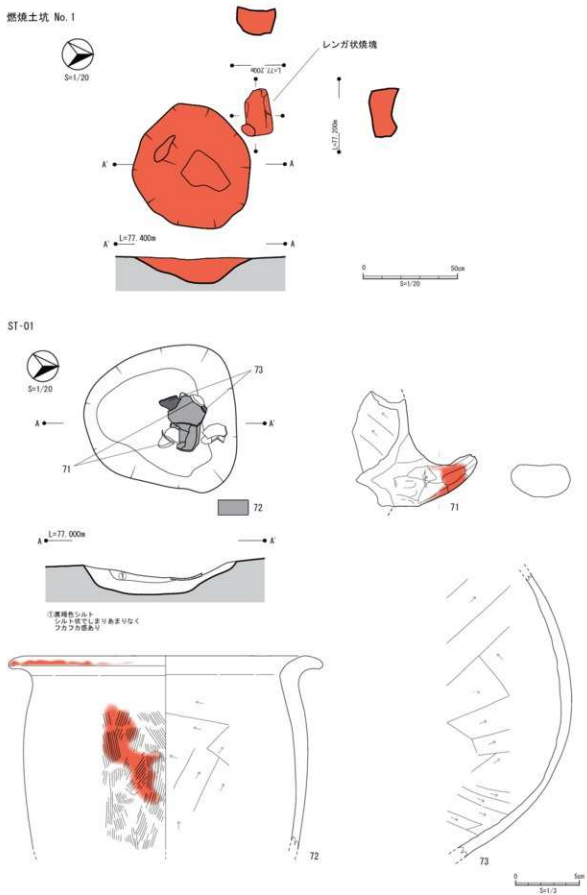 燃焼土坑 No.1
S=1/20
レンガ状焼塊
L=77.200m
L=77.200m
A' A
L=77.400m
A' A
0 50cm
S=1/20
ST-01
S=1/20
73
A A'
71
72
71
L=77.000m
A A'
①
①黒褐色シルト
シルト状でしまりあまりなく
フカフカ感あり
72
73
0 5cm
S=1/3